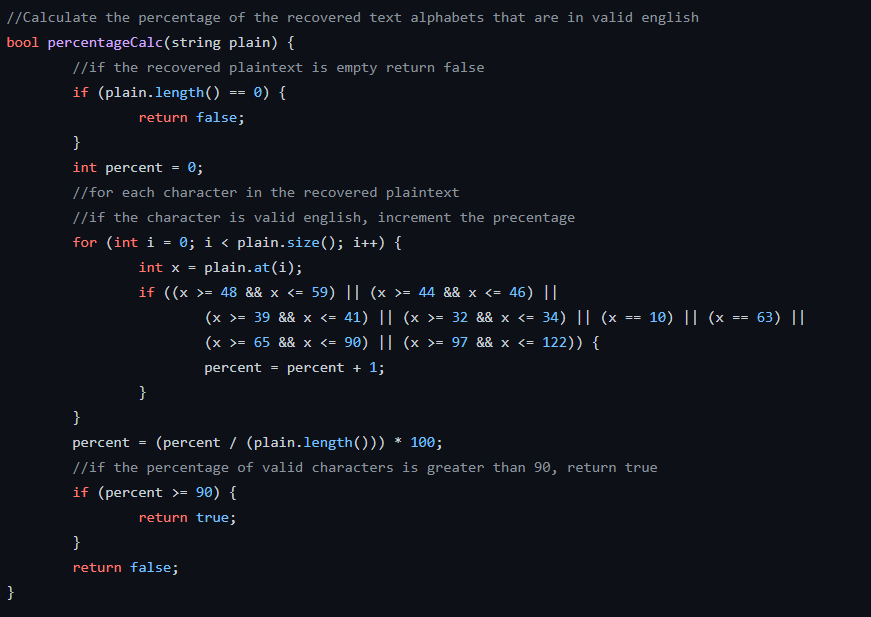 //Calculate the percentage of the recovered text alphabets that are in valid english
bool percentageCalc(string plain) {
//if the recovered plaintext is empty return false
if (plain.length() == 0) {
return false;
}
int percent = 0;
//for each character in the recovered plaintext
//if the character is valid english, increment the precentage
for (int i = 0; i < plain.size(); i++) {
int x = plain.at(i);
if ((x >= 48 && x <= 59) || (x >= 44 && x <= 46) ||
(x >= 39 && x <= 41) || (x >= 32 && x <= 34) || (x == 10) || (x == 63) ||
(x >= 65 && x <= 90) || (x >= 97 && x <= 122)) {
percent = percent + 1;
}
}
percent = (percent / (plain.length())) * 100;
//if the percentage of valid characters is greater than 90, return true
if (percent >= 90) {
return true;
}
return false;
}